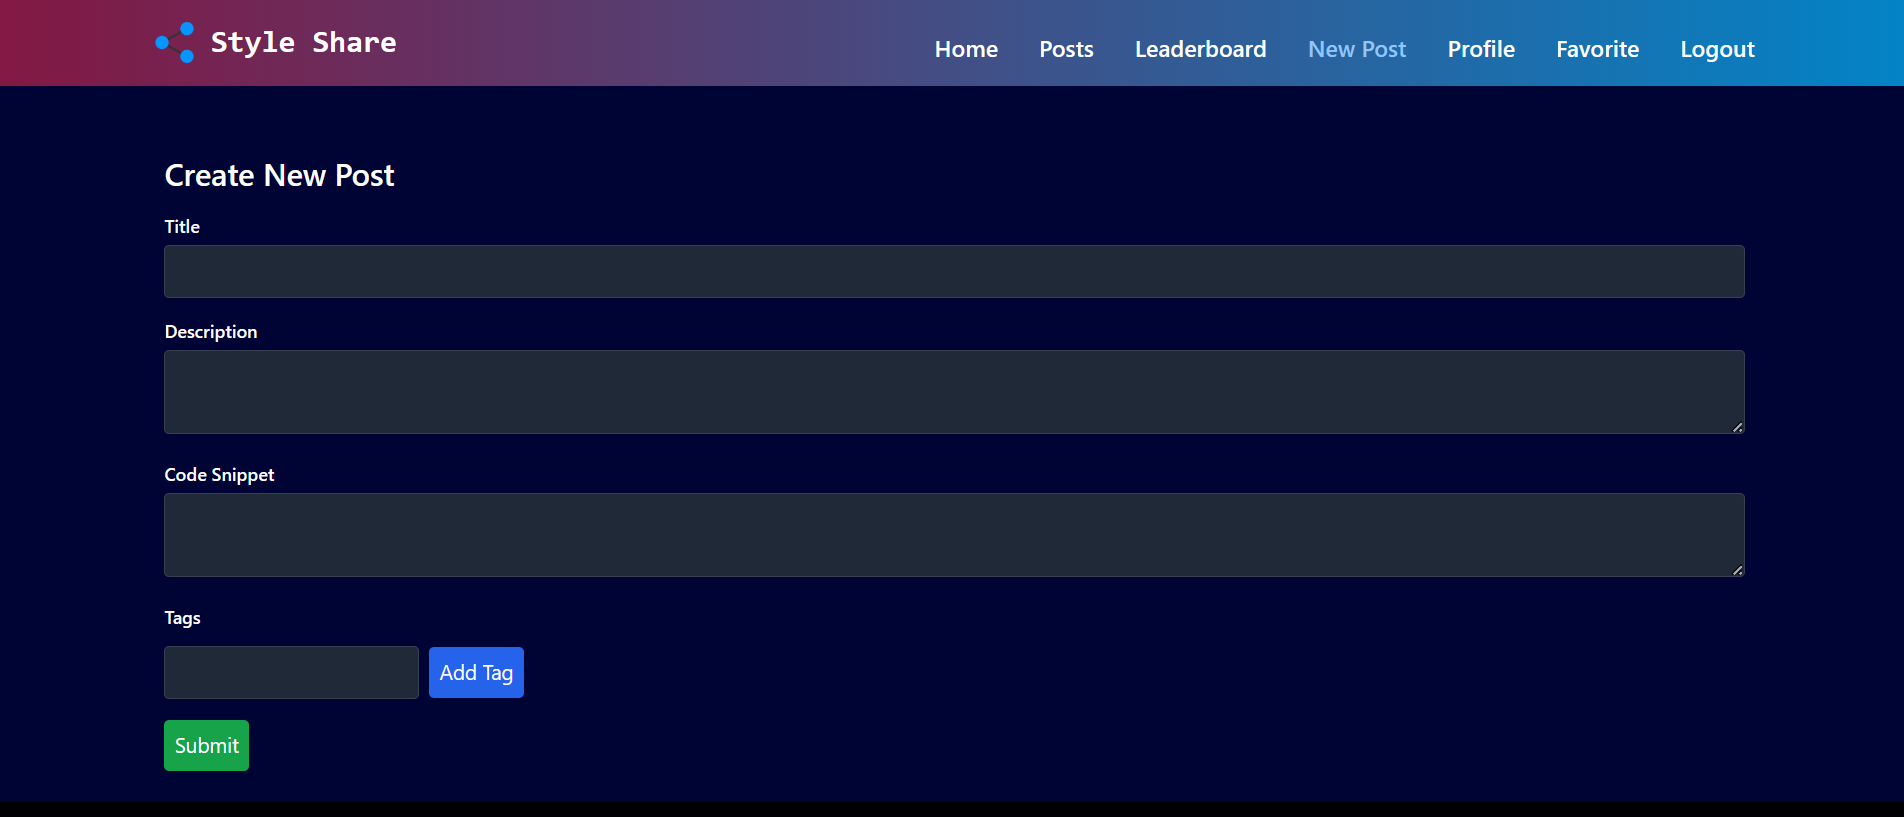 Style Share
Home Posts Leaderboard New Post Profile Favorite Logout
Create New Post
Title
Description
Code Snippet
Tags
Add Tag
Submit